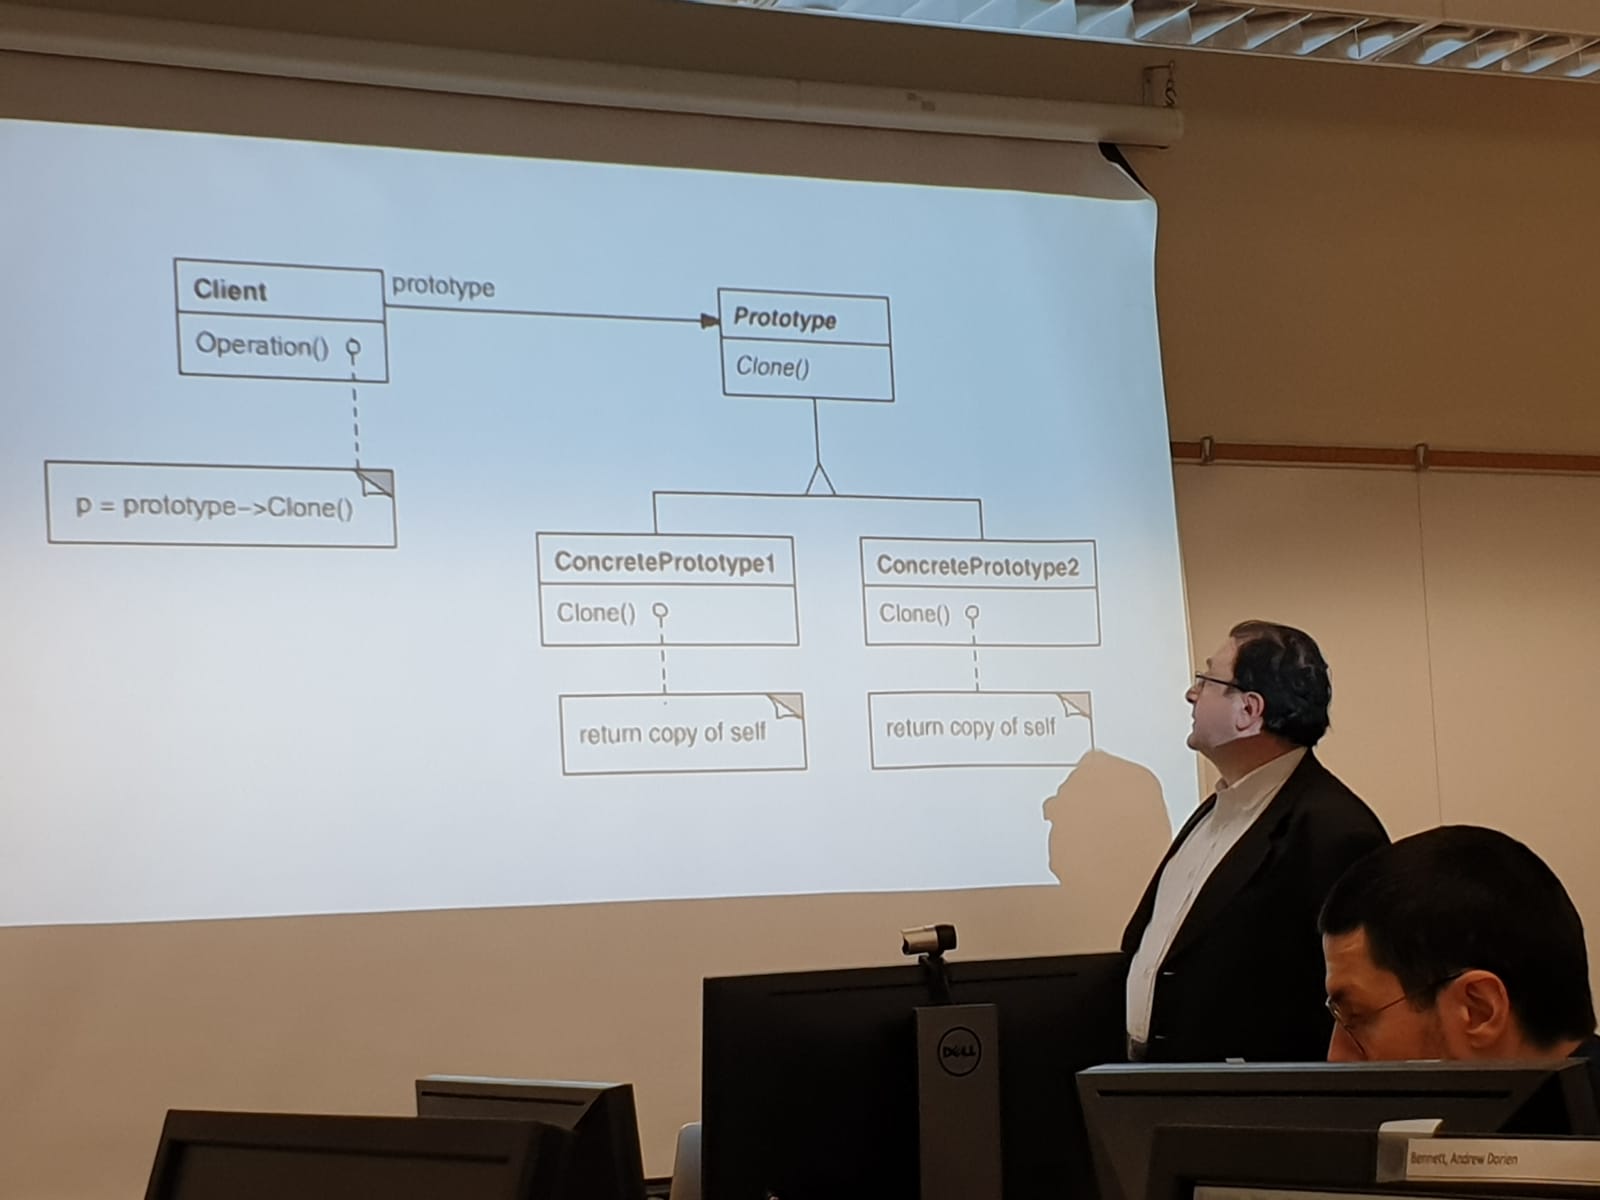 Client
prototype
Prototype
Operation()
Clone()
p = prototype->Clone()
ConcretePrototype1
ConcretePrototype2
Clone()
Clone()
return copy of self
return copy of self
DELL
Bennett, Andrew Dorien